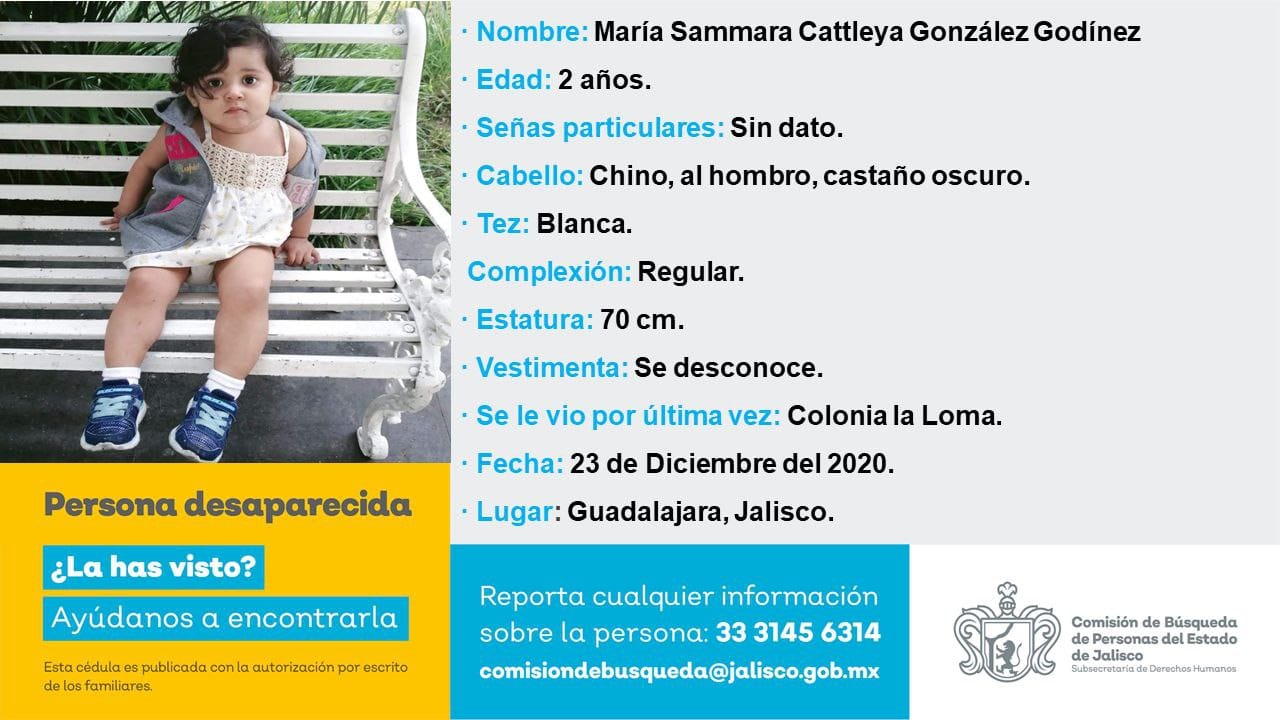 · Nombre: María Sammara Cattleya González Godínez
· Edad: 2 años.
· Señas particulares: Sin dato.
· Cabello: Chino, al hombro, castaño oscuro.
· Tez: Blanca.
Complexión: Regular.
· Estatura: 70 cm.
· Vestimenta: Se desconoce.
· Se le vio por última vez: Colonia la Loma.
· Fecha: 23 de Diciembre del 2020.
· Lugar: Guadalajara, Jalisco.
Persona desaparecida
¿La has visto?
Ayúdanos a encontrarla
Esta cédula es publicada con la autorización por escrito
de los familiares.
Reporta cualquier información
sobre la persona: 33 3145 6314
comisiondebusqueda@jalisco.gob.mx
Comisión de Búsqueda
de Personas del Estado
de Jalisco
Subsecretaría de Derechos Humanos